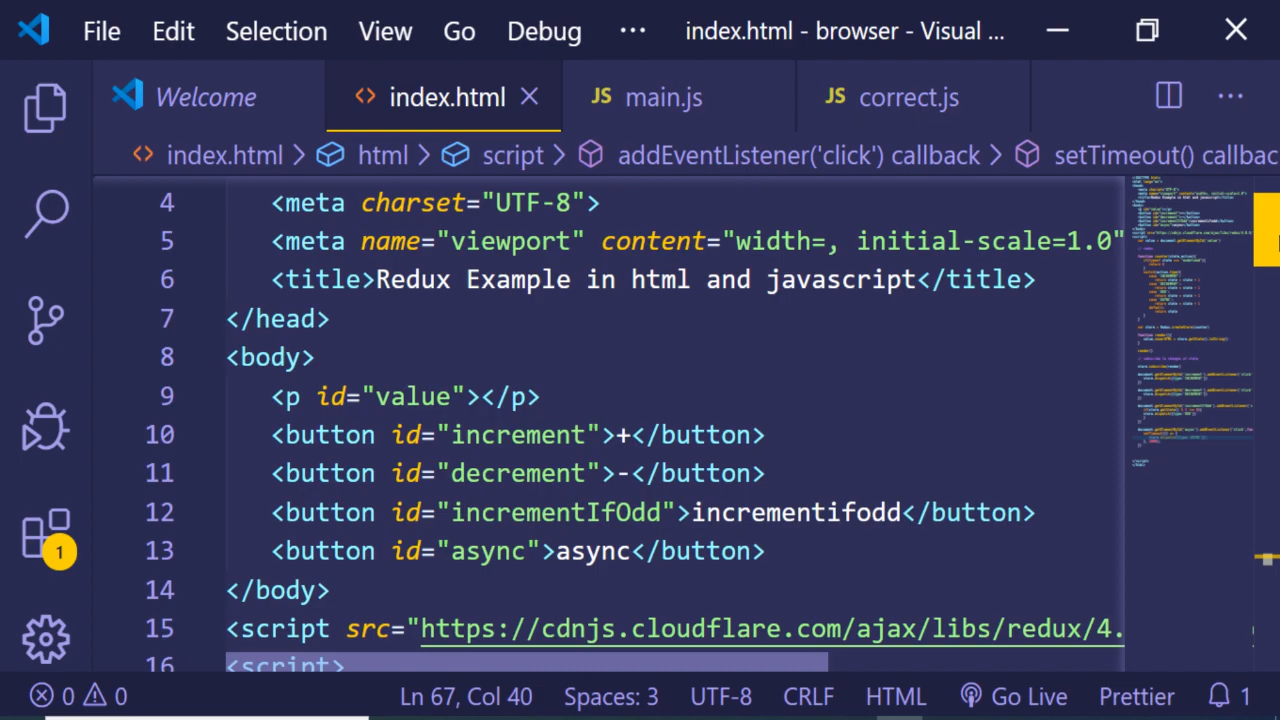 File Edit Selection View Go Debug ··· index.html - browser - Visual ...
Welcome index.html JS main.js JS correct.js ···
index.html > html > script > addEventListener('click') callback > setTimeout() callbac
4 <meta charset="UTF-8">
5 <meta name="viewport" content="width=, initial-scale=1.0"
6 <title>Redux Example in html and javascript</title>
7 </head>
8 <body>
9 <p id="value"></p>
10 <button id="increment">+</button>
11 <button id="decrement">-</button>
12 <button id="incrementIfOdd">incrementifodd</button>
13 <button id="async">async</button>
14 </body>
15 <script src="https://cdnjs.cloudflare.com/ajax/libs/redux/4.
16 <script>
1
0 0 Ln 67, Col 40 Spaces: 3 UTF-8 CRLF HTML Go Live Prettier 1